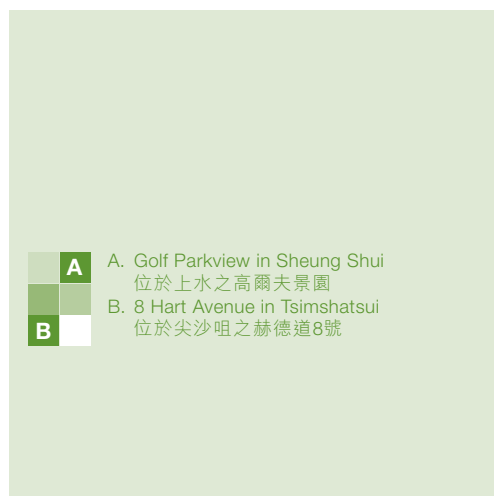 A
B
A. Golf Parkview in Sheung Shui
位於上水之高爾夫景園
B. 8 Hart Avenue in Tsimshatsui
位於尖沙咀之赫德道8號